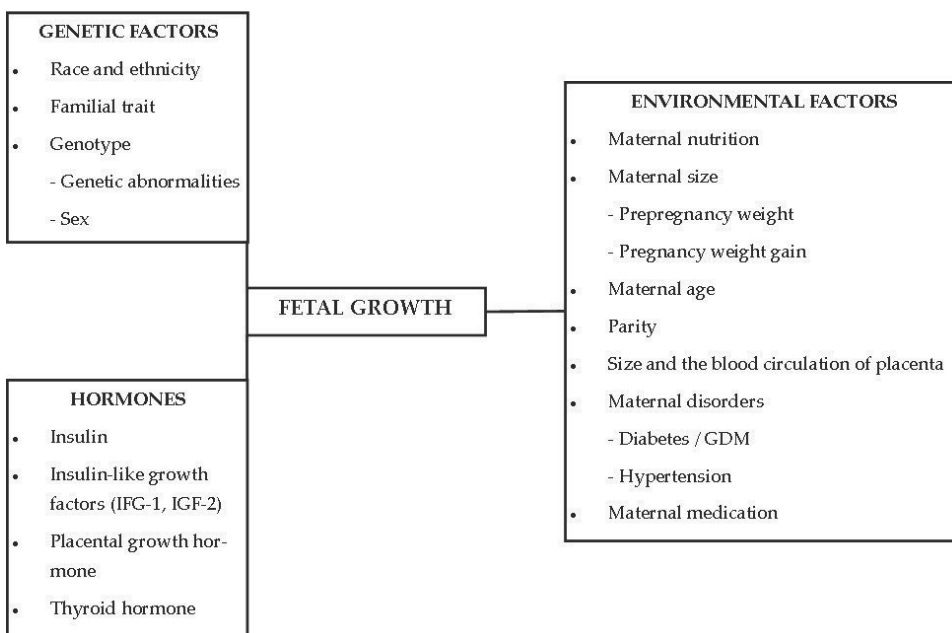 GENETIC FACTORS
• Race and ethnicity
• Familial trait
• Genotype
- Genetic abnormalities
- Sex
FETAL GROWTH
HORMONES
• Insulin
• Insulin-like growth
factors (IFG-1, IGF-2)
• Placental growth hor-
mone
• Thyroid hormone
ENVIRONMENTAL FACTORS
• Maternal nutrition
• Maternal size
- Prepregnancy weight
- Pregnancy weight gain
• Maternal age
• Parity
• Size and the blood circulation of placenta
• Maternal disorders
- Diabetes /GDM
- Hypertension
• Maternal medication